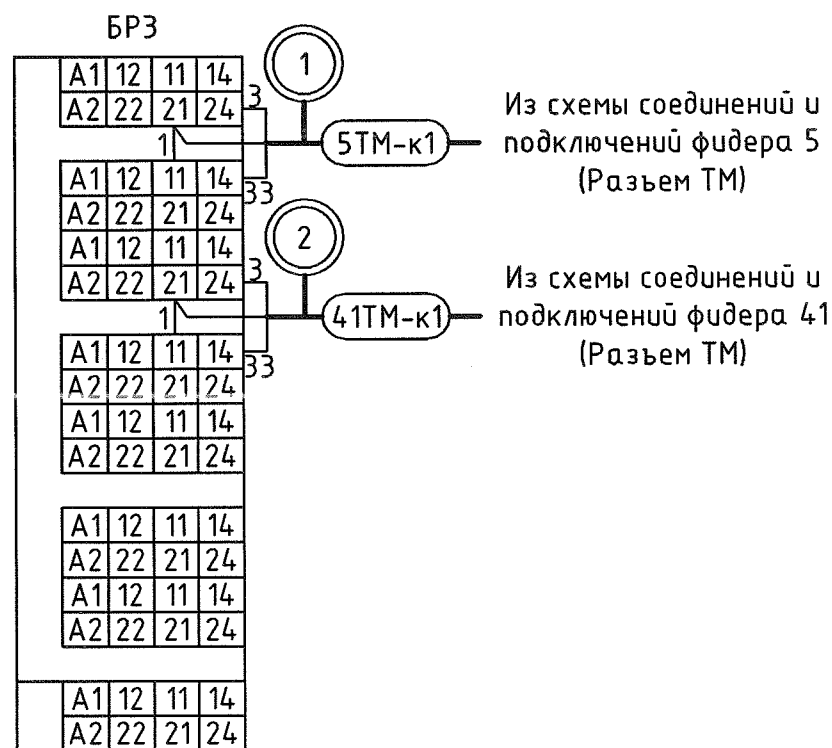 БР3
A1 12 11 14
A2 22 21 24
3
1
33
1
5ТМ-к1
Из схемы соединений и
подключений фидера 5
(Разъем ТМ)
A1 12 11 14
A2 22 21 24
A1 12 11 14
A2 22 21 24
3
1
33
2
41ТМ-к1
Из схемы соединений и
подключений фидера 41
(Разъем ТМ)
A1 12 11 14
A2 22 21 24
A1 12 11 14
A2 22 21 24
A1 12 11 14
A2 22 21 24
A1 12 11 14
A2 22 21 24
A1 12 11 14
A2 22 21 24